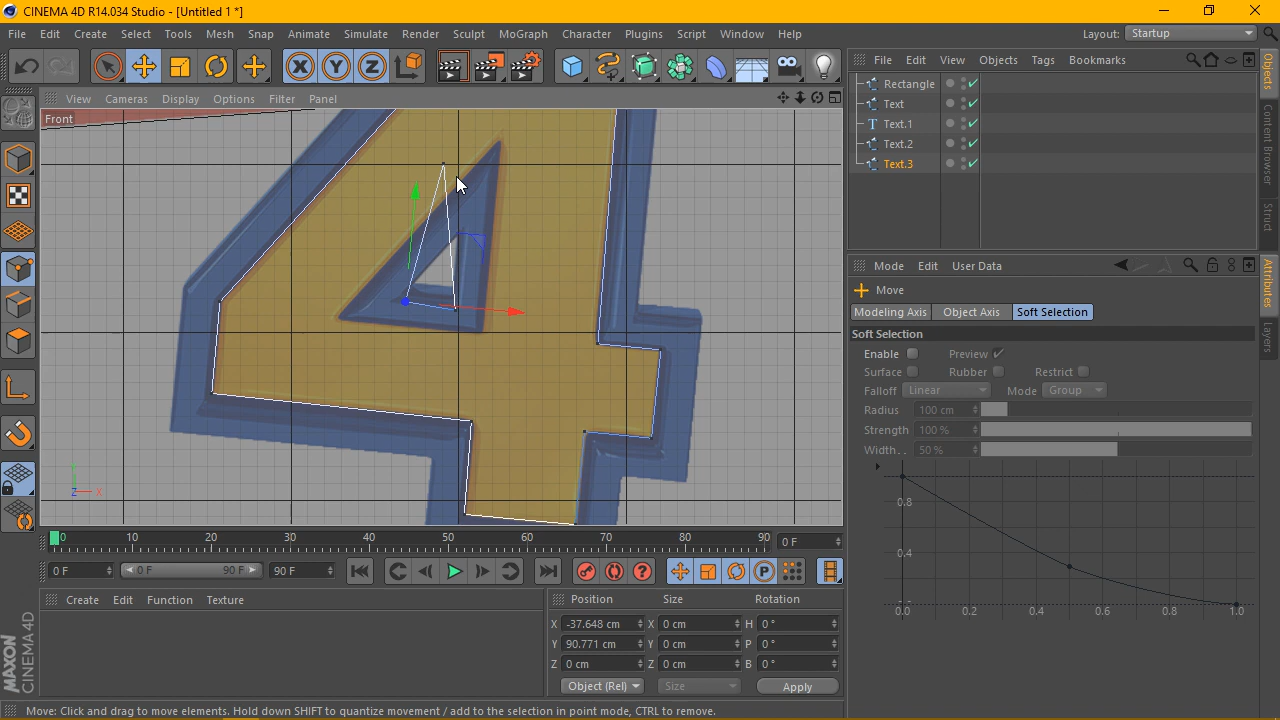 CINEMA 4D R14.034 Studio - [Untitled 1 *]
File Edit Create Select Tools Mesh Snap Animate Simulate Render Sculpt MoGraph Character Plugins Script Window Help Layout: Startup
X Y Z
File Edit View Objects Tags Bookmarks
View Cameras Display Options Filter Panel
Front
Rectangle
Text
T Text.1
Text.2
Text.3
Objects
Content Browser
Struct
Mode Edit User Data
Move
Modeling Axis Object Axis Soft Selection
Soft Selection
Enable Preview
Surface Rubber Restrict
Falloff Linear Mode Group
Radius 100 cm
Strength 100 %
Width. . 50 %
0.8
0.4
0.0 0.2 0.4 0.6 0.8 1.0
Attributes
Layers
Y
Z X
0 10 20 30 40 50 60 70 80 90 0 F
0 F 0 F 90 F 90 F
P
Create Edit Function Texture
Position Size Rotation
X -37.648 cm X 0 cm H 0 °
Y 90.771 cm Y 0 cm P 0 °
Z 0 cm Z 0 cm B 0 °
Object (Rel) Size Apply
MAXON
CINEMA 4D
Move: Click and drag to move elements. Hold down SHIFT to quantize movement / add to the selection in point mode, CTRL to remove.